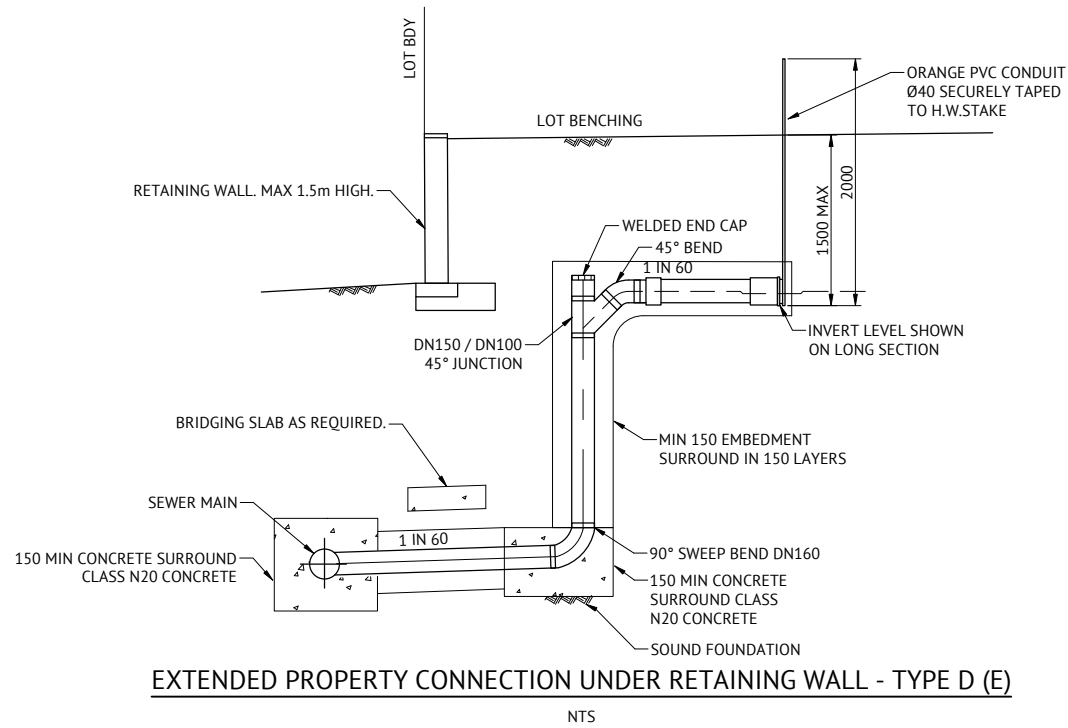 LOT BDY
ORANGE PVC CONDUIT
Ø40 SECURELY TAPED
TO H.W.STAKE
LOT BENCHING
RETAINING WALL. MAX 1.5m HIGH.
1500 MAX
2000
WELDED END CAP
45° BEND
1 IN 60
DN150 / DN100
45° JUNCTION
INVERT LEVEL SHOWN
ON LONG SECTION
BRIDGING SLAB AS REQUIRED.
MIN 150 EMBEDMENT
SURROUND IN 150 LAYERS
SEWER MAIN
1 IN 60
150 MIN CONCRETE SURROUND
CLASS N20 CONCRETE
90° SWEEP BEND DN160
150 MIN CONCRETE
SURROUND CLASS
N20 CONCRETE
SOUND FOUNDATION
EXTENDED PROPERTY CONNECTION UNDER RETAINING WALL - TYPE D (E)
NTS